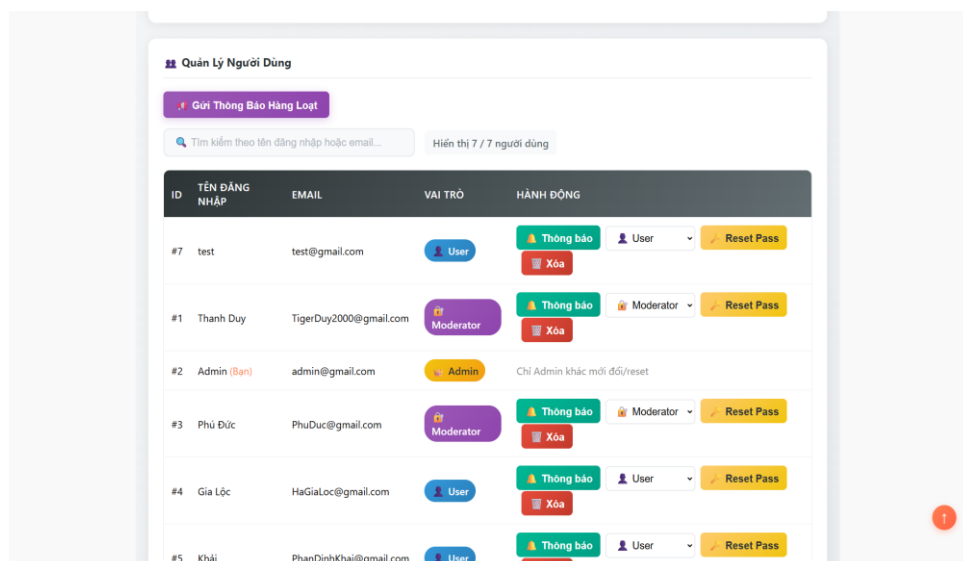 Quản Lý Người Dùng
Gửi Thông Báo Hàng Loạt
Tìm kiếm theo tên đăng nhập hoặc email...
Hiển thị 7 / 7 người dùng
ID TÊN ĐĂNG NHẬP EMAIL VAI TRÒ HÀNH ĐỘNG
#7 test test@gmail.com User Thông báo User Reset Pass
Xóa
#1 Thanh Duy TigerDuy2000@gmail.com Moderator Thông báo Moderator Reset Pass
Xóa
#2 Admin (Bạn) admin@gmail.com Admin Chỉ Admin khác mới đổi/reset
#3 Phú Đức PhuDuc@gmail.com Moderator Thông báo Moderator Reset Pass
Xóa
#4 Gia Lộc HaGiaLoc@gmail.com User Thông báo User Reset Pass
Xóa
#5 Khải PhanDinhKhai@gmail.com User Thông báo User Reset Pass